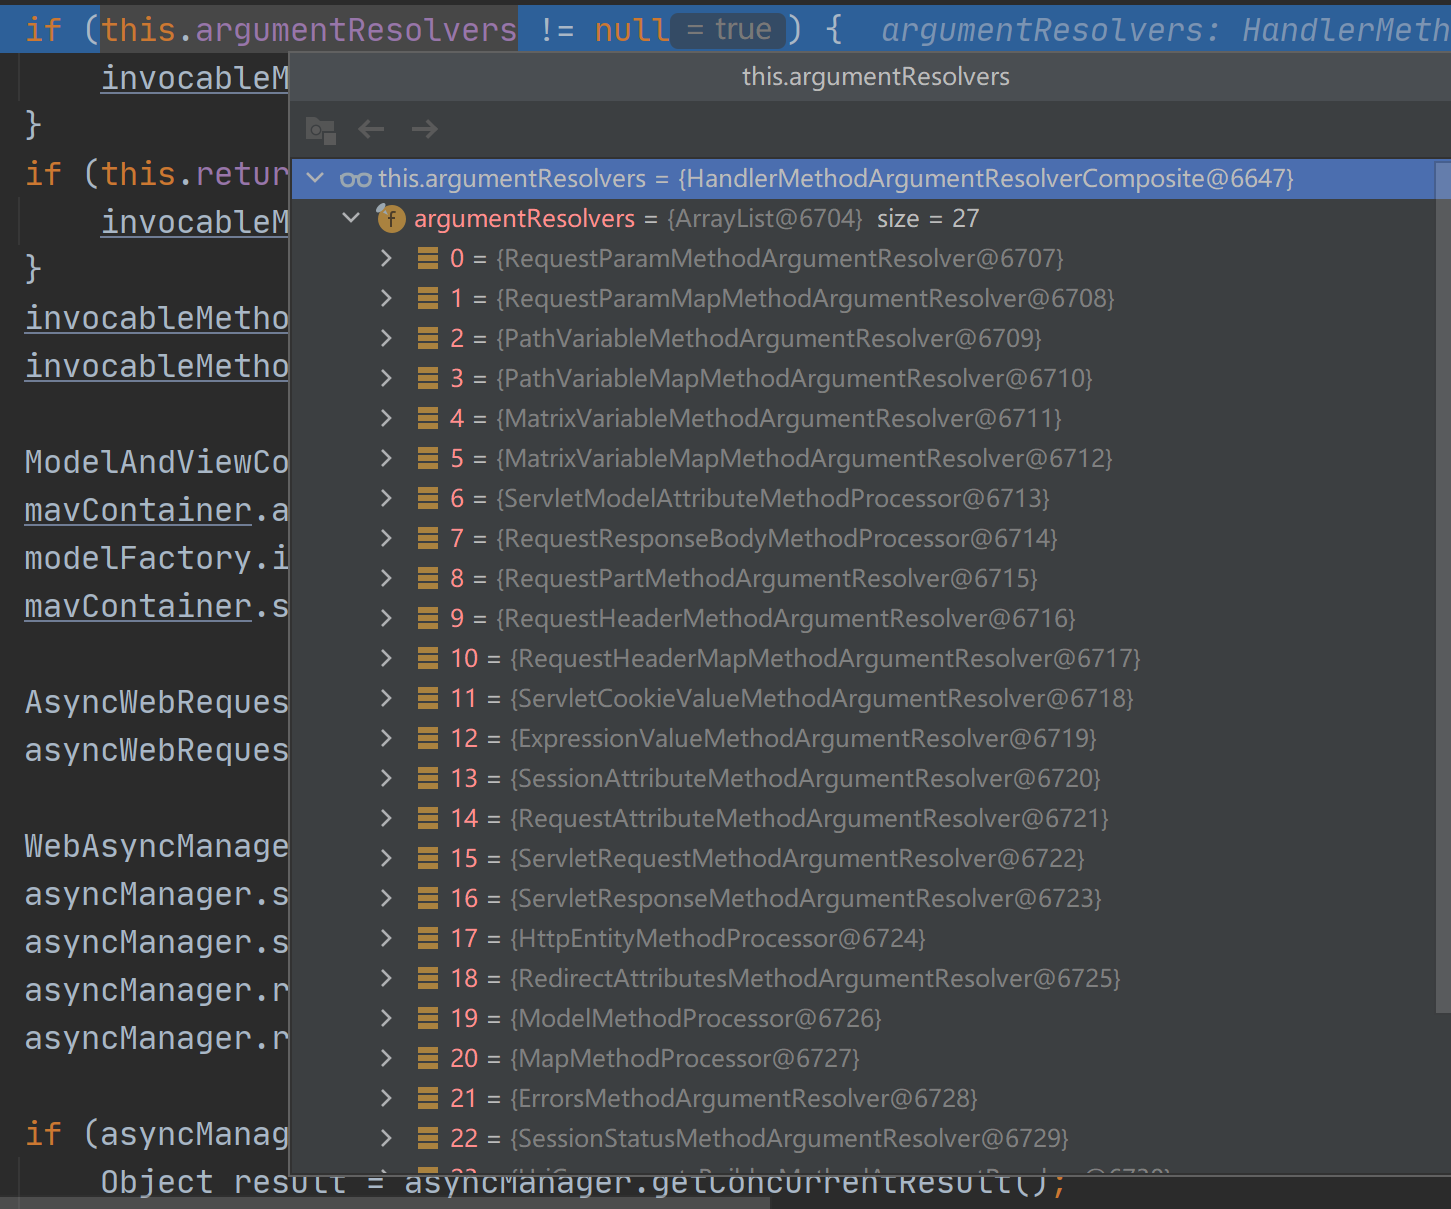 if (this.argumentResolvers != null = true ) { argumentResolvers: HandlerMeth
invocableM
}
if (this.retur
invocableM
}
invocableMetho
invocableMetho
ModelAndViewCo
mavContainer.a
modelFactory.i
mavContainer.s
AsyncWebReques
asyncWebReques
WebAsyncManage
asyncManager.s
asyncManager.s
asyncManager.r
asyncManager.r
if (asyncManag
Object result = asyncManager.getConcurrentResult();
this.argumentResolvers
this.argumentResolvers = {HandlerMethodArgumentResolverComposite@6647}
f argumentResolvers = {ArrayList@6704} size = 27
0 = {RequestParamMethodArgumentResolver@6707}
1 = {RequestParamMapMethodArgumentResolver@6708}
2 = {PathVariableMethodArgumentResolver@6709}
3 = {PathVariableMapMethodArgumentResolver@6710}
4 = {MatrixVariableMethodArgumentResolver@6711}
5 = {MatrixVariableMapMethodArgumentResolver@6712}
6 = {ServletModelAttributeMethodProcessor@6713}
7 = {RequestResponseBodyMethodProcessor@6714}
8 = {RequestPartMethodArgumentResolver@6715}
9 = {RequestHeaderMethodArgumentResolver@6716}
10 = {RequestHeaderMapMethodArgumentResolver@6717}
11 = {ServletCookieValueMethodArgumentResolver@6718}
12 = {ExpressionValueMethodArgumentResolver@6719}
13 = {SessionAttributeMethodArgumentResolver@6720}
14 = {RequestAttributeMethodArgumentResolver@6721}
15 = {ServletRequestMethodArgumentResolver@6722}
16 = {ServletResponseMethodArgumentResolver@6723}
17 = {HttpEntityMethodProcessor@6724}
18 = {RedirectAttributesMethodArgumentResolver@6725}
19 = {ModelMethodProcessor@6726}
20 = {MapMethodProcessor@6727}
21 = {ErrorsMethodArgumentResolver@6728}
22 = {SessionStatusMethodArgumentResolver@6729}